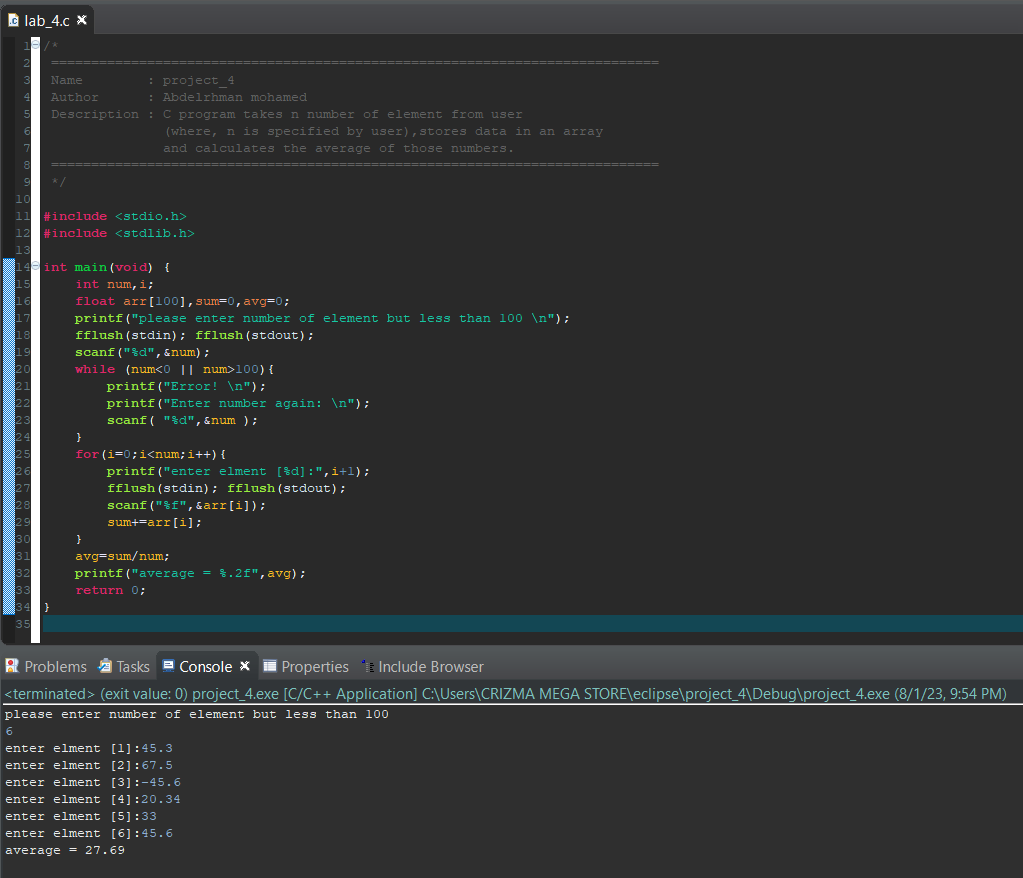 lab_4.c
1 /*
2 ============================================================================
3 Name        : project_4
4 Author      : Abdelrhman mohamed
5 Description : C program takes n number of element from user
6               (where, n is specified by user),stores data in an array
7               and calculates the average of those numbers.
8 ============================================================================
9 */
10
11 #include <stdio.h>
12 #include <stdlib.h>
13
14 int main(void) {
15     int num,i;
16     float arr[100],sum=0,avg=0;
17     printf("please enter number of element but less than 100 \n");
18     fflush(stdin); fflush(stdout);
19     scanf("%d",&num);
20     while (num<0 || num>100){
21         printf("Error! \n");
22         printf("Enter number again: \n");
23         scanf( "%d",&num );
24     }
25     for(i=0;i<num;i++){
26         printf("enter elment [%d]:",i+1);
27         fflush(stdin); fflush(stdout);
28         scanf("%f",&arr[i]);
29         sum+=arr[i];
30     }
31     avg=sum/num;
32     printf("average = %.2f",avg);
33     return 0;
34 }
35
Problems Tasks Console Properties Include Browser
<terminated> (exit value: 0) project_4.exe [C/C++ Application] C:\Users\CRIZMA MEGA STORE\eclipse\project_4\Debug\project_4.exe (8/1/23, 9:54 PM)
please enter number of element but less than 100
6
enter elment [1]:45.3
enter elment [2]:67.5
enter elment [3]:-45.6
enter elment [4]:20.34
enter elment [5]:33
enter elment [6]:45.6
average = 27.69